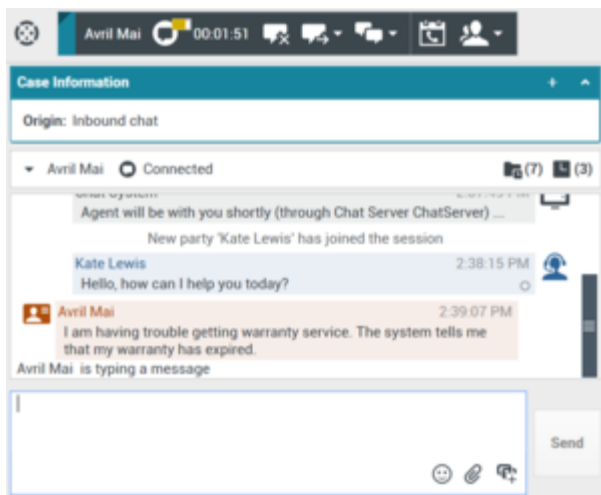 Avril Mai 00:01:51
Case Information
Origin: Inbound chat
Avril Mai Connected (7) (3)
Chat System
Agent will be with you shortly (through Chat Server ChatServer) ...
New party 'Kate Lewis' has joined the session
Kate Lewis 2:38:15 PM
Hello, how can I help you today?
Avril Mai 2:39:07 PM
I am having trouble getting warranty service. The system tells me
that my warranty has expired.
Avril Mai is typing a message
Send